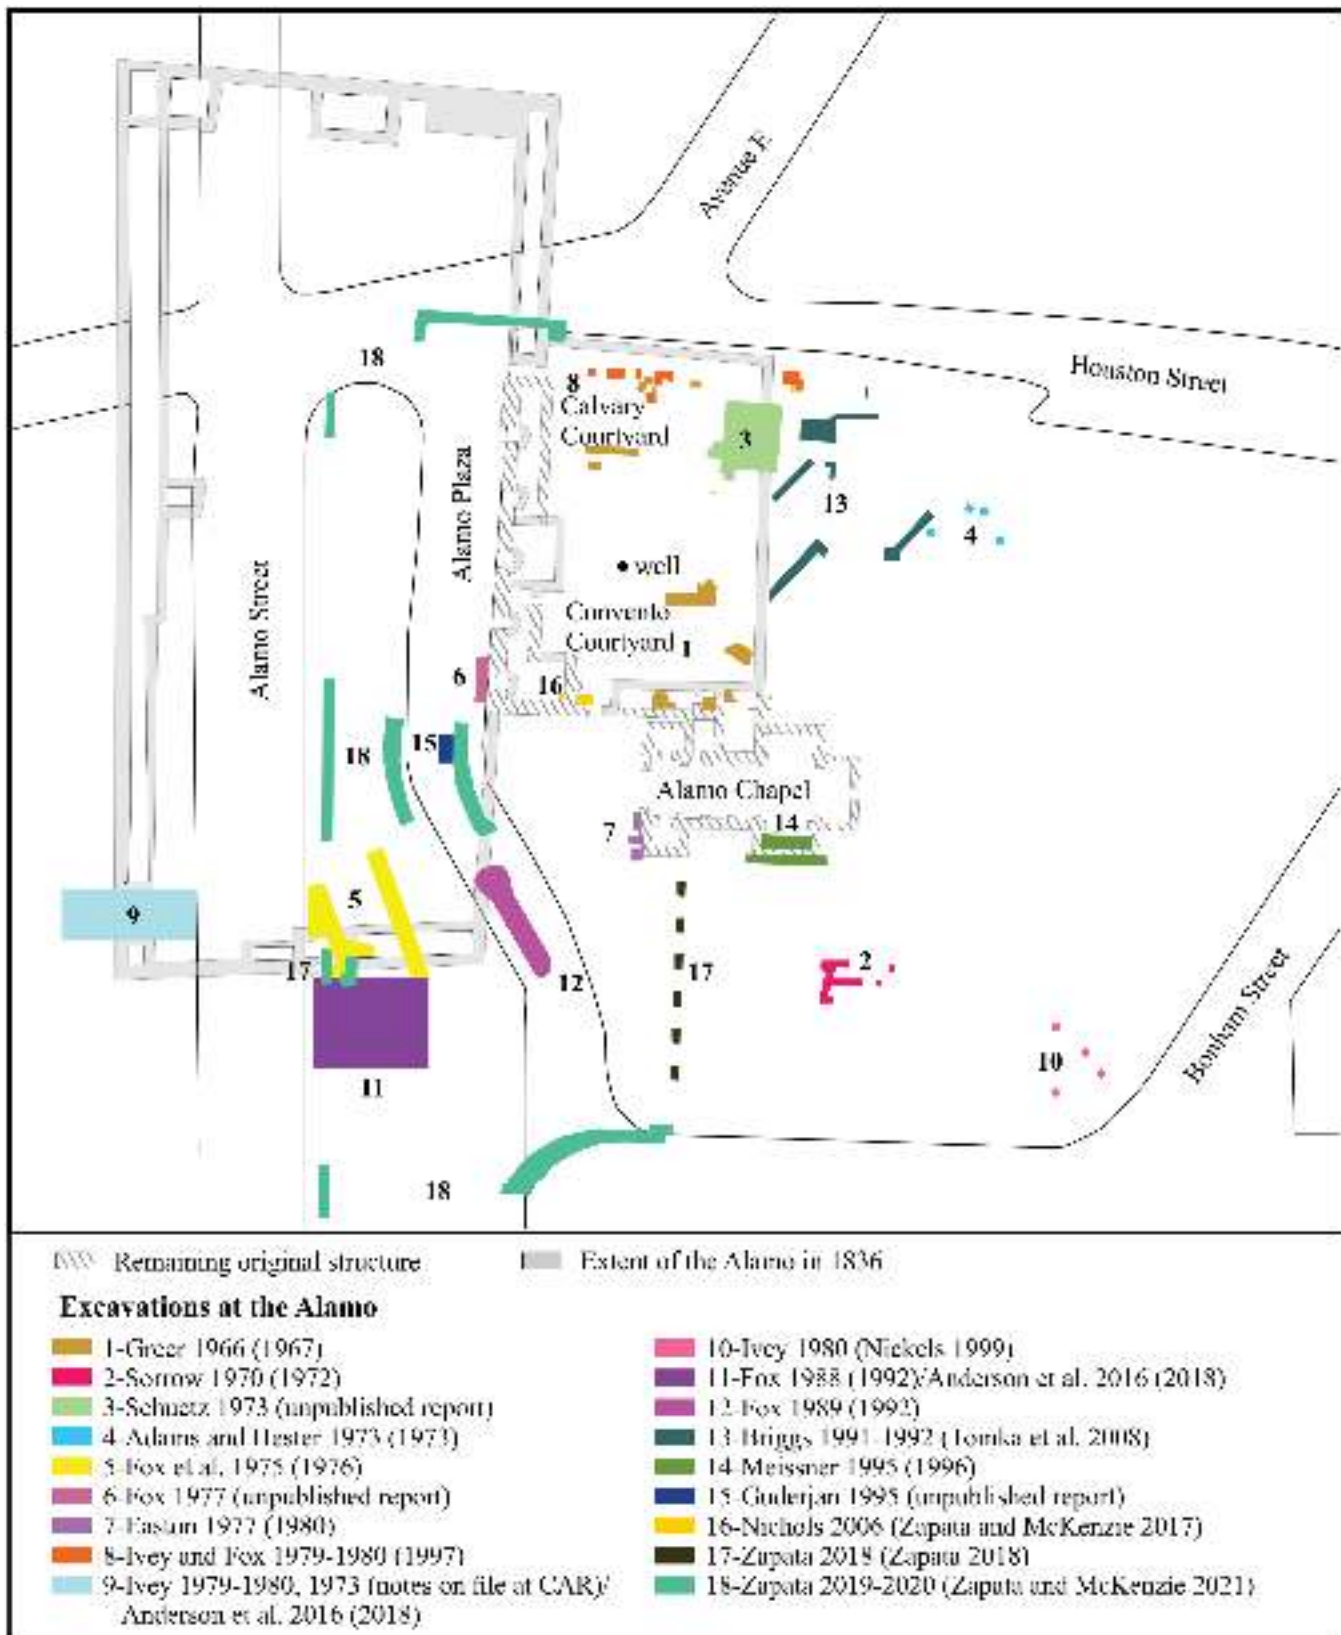 Avenue E
18
Houston Street
8
Calvary
Courtyard
3
13
4
Alamo Plaza
well
Alamo Street
Convento
Courtyard
1
6
16
18
15
Alamo Chapel
7
14
5
9
17
12
17
2
Bonham Street
10
11
18
Remaining original structure
Extent of the Alamo in 1836
Excavations at the Alamo
1-Greer 1966 (1967)
2-Sorrow 1970 (1972)
3-Schuetz 1973 (unpublished report)
4-Adams and Hester 1973 (1973)
5-Fox et al. 1975 (1976)
6-Fox 1977 (unpublished report)
7-Easton 1977 (1980)
8-Ivey and Fox 1979-1980 (1997)
9-Ivey 1979-1980, 1973 (notes on file at CAR)/
Anderson et al. 2016 (2018)
10-Ivey 1980 (Nickels 1999)
11-Fox 1988 (1992)/Anderson et al. 2016 (2018)
12-Fox 1989 (1992)
13-Briggs 1991-1992 (Tomka et al. 2008)
14-Meissner 1995 (1996)
15-Guderjan 1995 (unpublished report)
16-Nichols 2006 (Zapata and McKenzie 2017)
17-Zapata 2018 (Zapata 2018)
18-Zapata 2019-2020 (Zapata and McKenzie 2021)